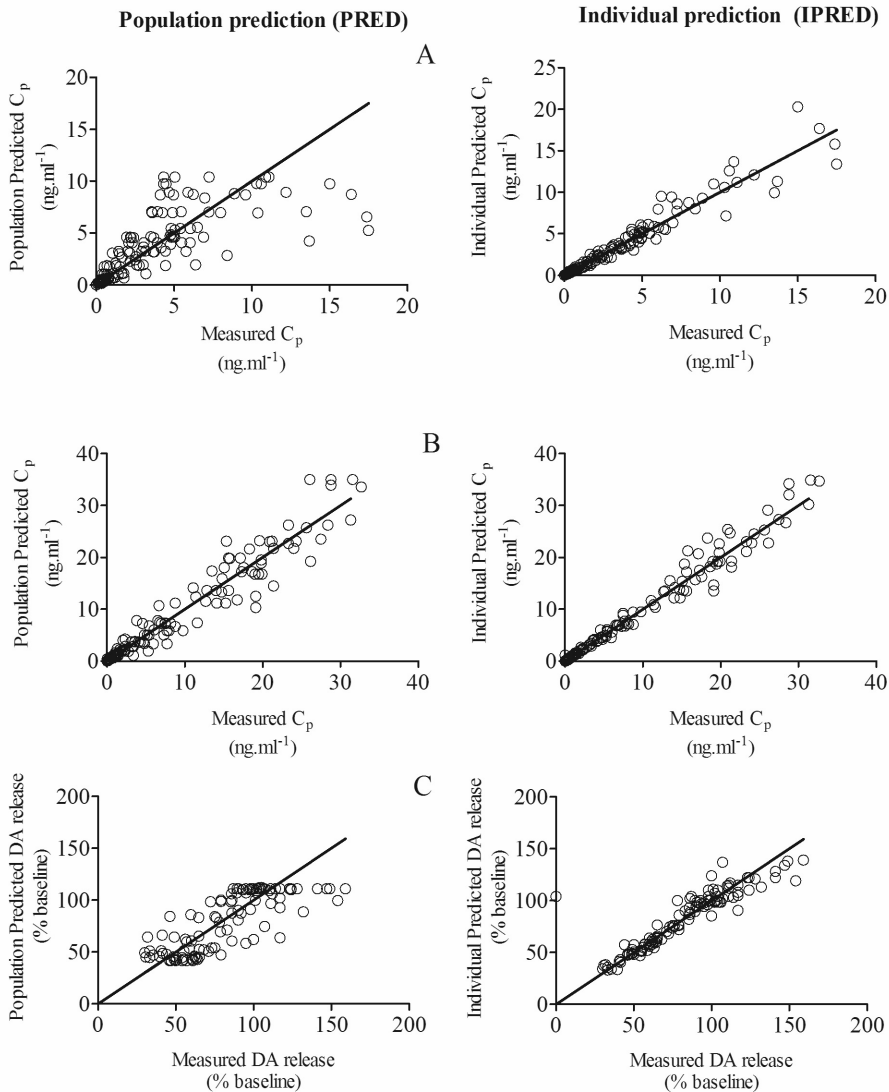 Population prediction (PRED)
Individual prediction (IPRED)
A
Population Predicted Cp
(ng.ml-1)
20
15
10
5
0
0 5 10 15 20
Measured Cp
(ng.ml-1)
Individual Predicted Cp
(ng.ml-1)
25
20
15
10
5
0
0 5 10 15 20
Measured Cp
(ng.ml-1)
B
Population Predicted Cp
(ng.ml-1)
40
30
20
10
0
0 10 20 30 40
Measured Cp
(ng.ml-1)
Individual Predicted Cp
(ng.ml-1)
40
30
20
10
0
0 10 20 30 40
Measured Cp
(ng.ml-1)
C
Population Predicted DA release
(% baseline)
200
150
100
50
0
0 50 100 150 200
Measured DA release
(% baseline)
Individual Predicted DA release
(% baseline)
200
150
100
50
0
0 50 100 150 200
Measured DA release
(% baseline)